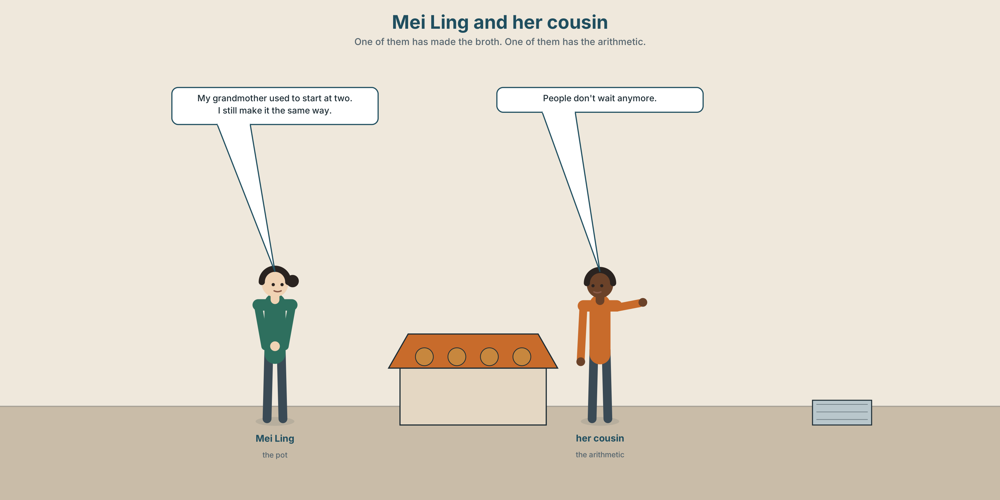 Mei Ling and her cousin
One of them has made the broth. One of them has the arithmetic.
My grandmother used to start at two.
I still make it the same way.
People don't wait anymore.
Mei Ling
the pot
her cousin
the arithmetic